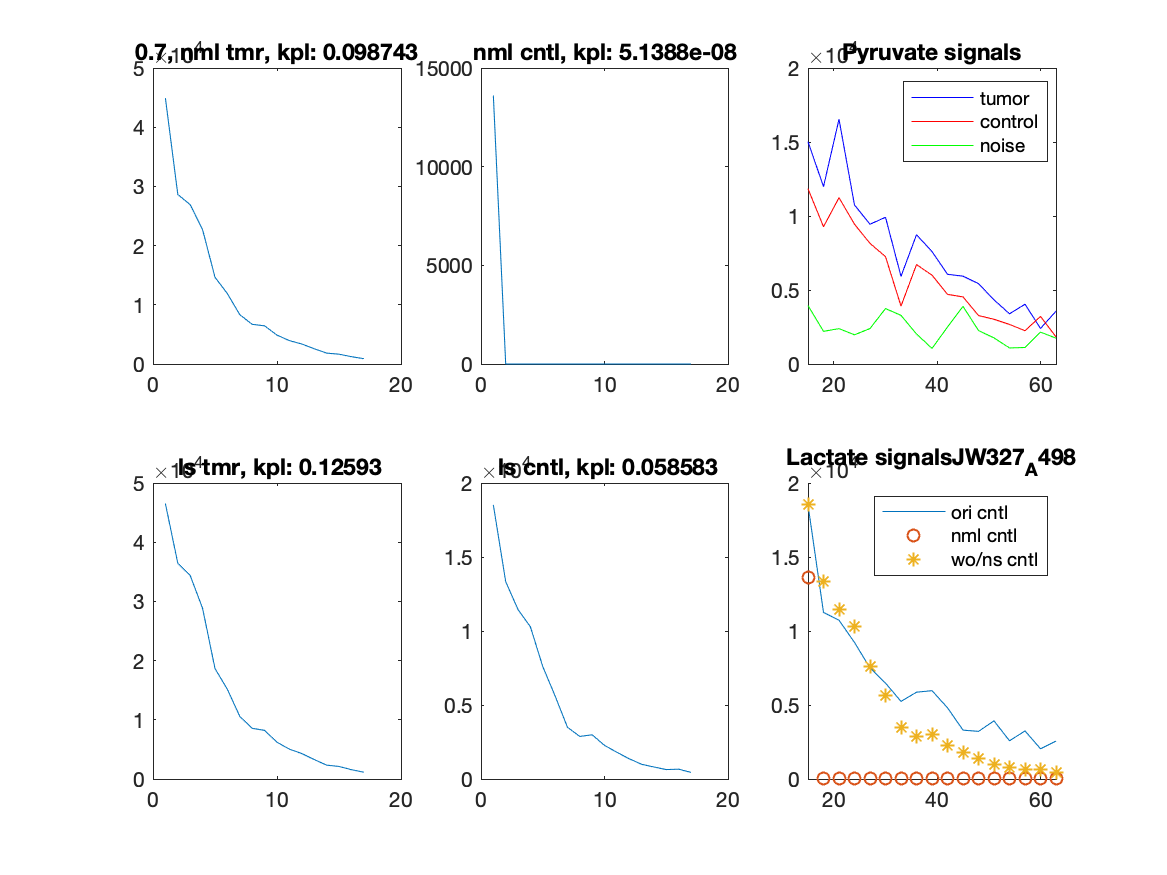 0.7, nml tmr, kpl: 0.098743
×10^4
5
4
3
2
1
0
0 10 20
nml cntl, kpl: 5.1388e-08
15000
10000
5000
0
0 10 20
Pyruvate signals
×10^4
2
1.5
1
0.5
0
20 40 60
tumor
control
noise
ls tmr, kpl: 0.12593
×10^4
5
4
3
2
1
0
0 10 20
ls cntl, kpl: 0.058583
×10^4
2
1.5
1
0.5
0
0 10 20
Lactate signalsJW327_A498
×10^4
2
1.5
1
0.5
0
20 40 60
ori cntl
nml cntl
wo/ns cntl